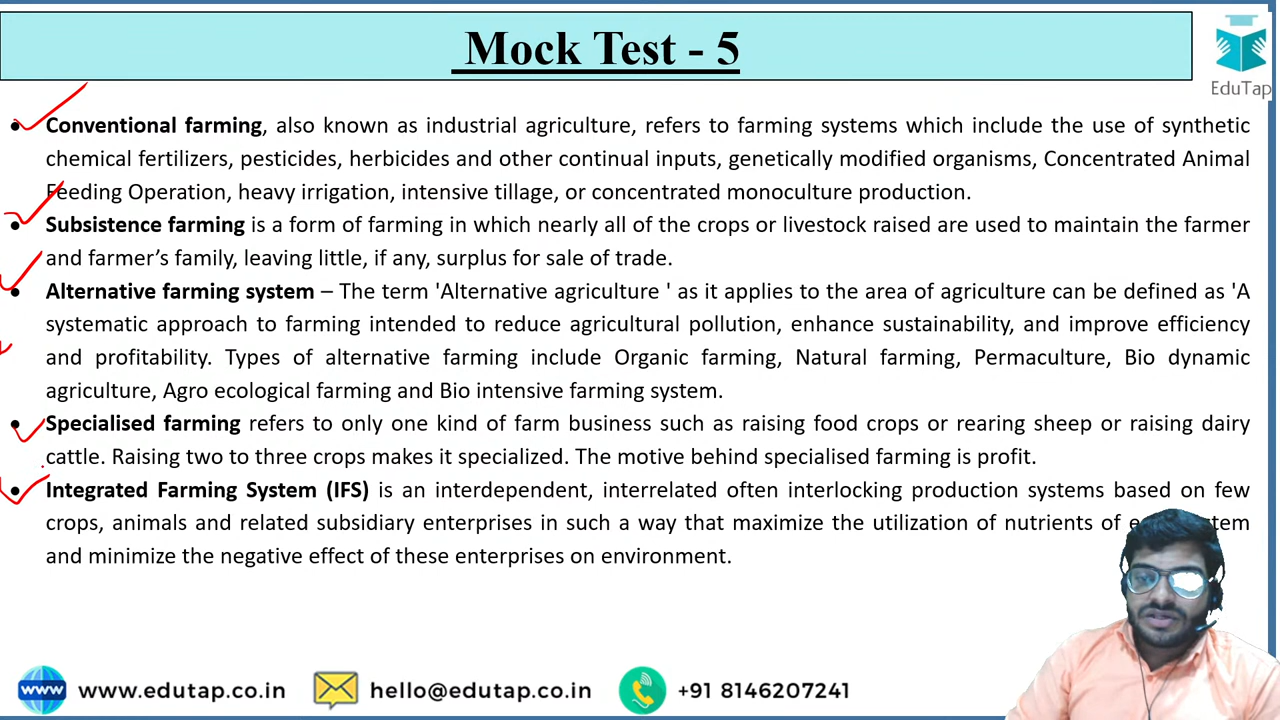 Mock Test - 5
EduTap
• Conventional farming, also known as industrial agriculture, refers to farming systems which include the use of synthetic
chemical fertilizers, pesticides, herbicides and other continual inputs, genetically modified organisms, Concentrated Animal
Feeding Operation, heavy irrigation, intensive tillage, or concentrated monoculture production.
• Subsistence farming is a form of farming in which nearly all of the crops or livestock raised are used to maintain the farmer
and farmer's family, leaving little, if any, surplus for sale of trade.
• Alternative farming system – The term 'Alternative agriculture ' as it applies to the area of agriculture can be defined as 'A
systematic approach to farming intended to reduce agricultural pollution, enhance sustainability, and improve efficiency
and profitability. Types of alternative farming include Organic farming, Natural farming, Permaculture, Bio dynamic
agriculture, Agro ecological farming and Bio intensive farming system.
• Specialised farming refers to only one kind of farm business such as raising food crops or rearing sheep or raising dairy
cattle. Raising two to three crops makes it specialized. The motive behind specialised farming is profit.
• Integrated Farming System (IFS) is an interdependent, interrelated often interlocking production systems based on few
crops, animals and related subsidiary enterprises in such a way that maximize the utilization of nutrients of
and minimize the negative effect of these enterprises on environment.
www www.edutap.co.in hello@edutap.co.in +91 8146207241